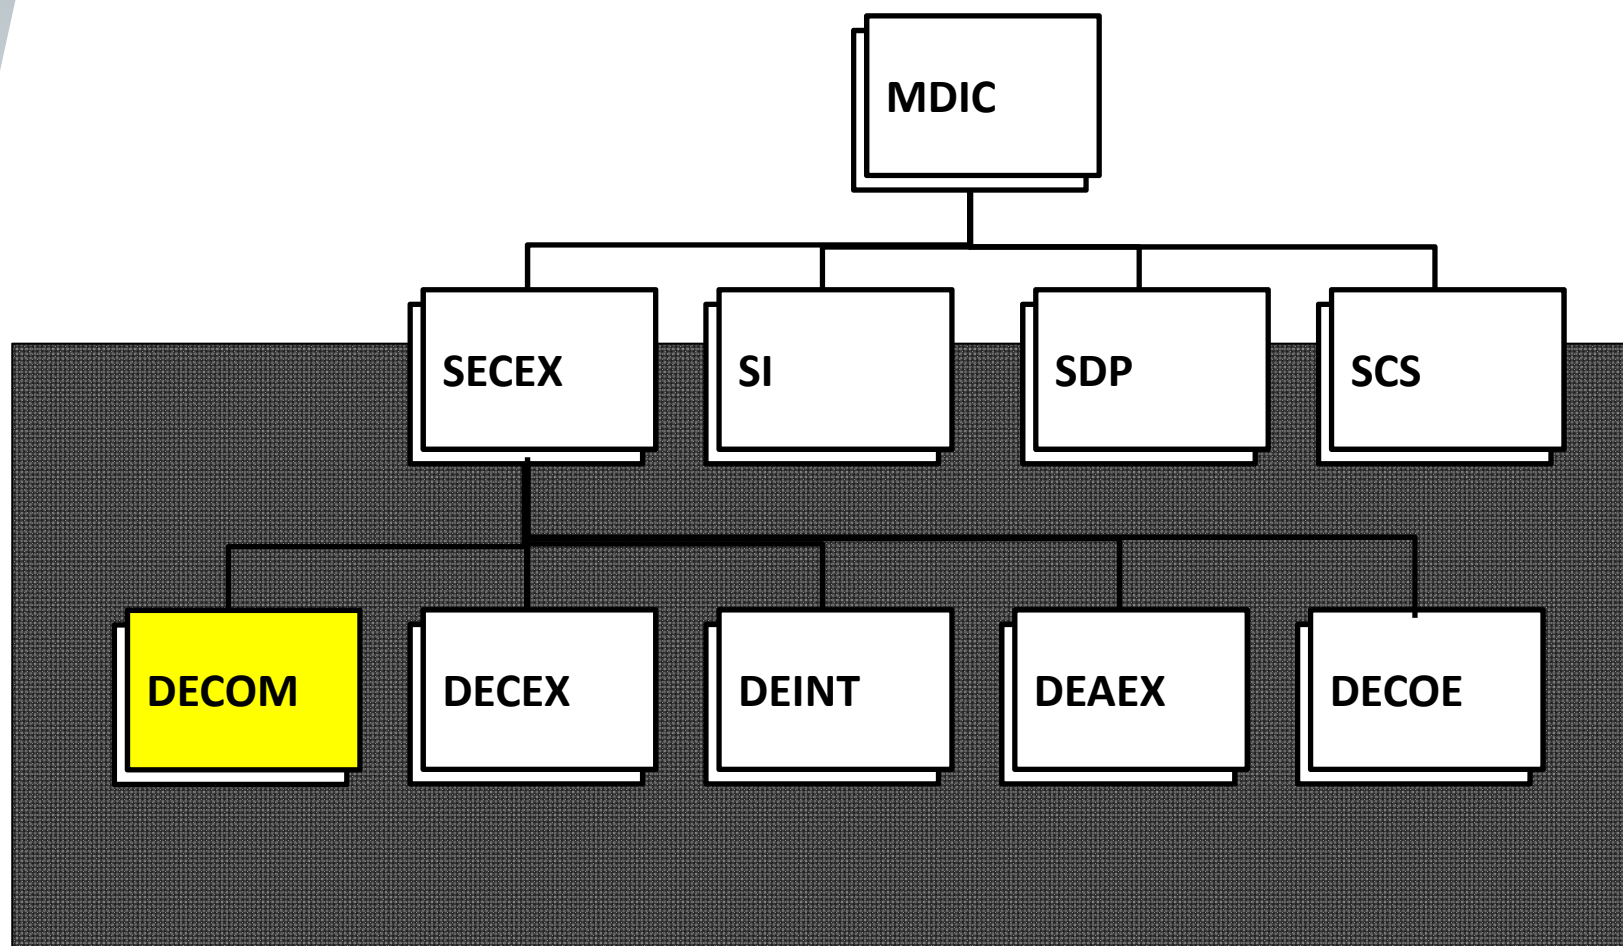 MDIC
SECEX
SI
SDP
SCS
DECOM
DECEX
DEINT
DEAEX
DECOE